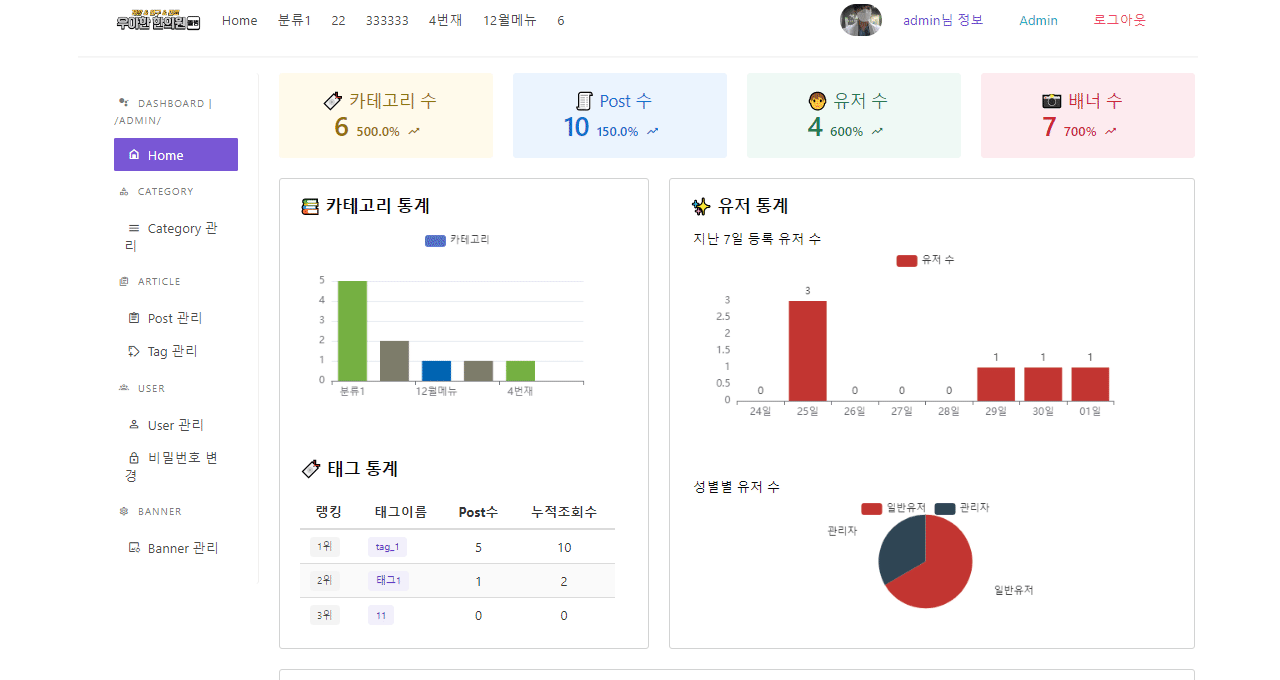 우아한 한의원
Home 분류1 22 333333 4번재 12월메뉴 6 admin님 정보 Admin 로그아웃
DASHBOARD |
/ADMIN/
Home
CATEGORY
Category 관
리
ARTICLE
Post 관리
Tag 관리
USER
User 관리
비밀번호 변
경
BANNER
Banner 관리
카테고리 수
6 500.0%
Post 수
10 150.0%
유저 수
4 600%
배너 수
7 700%
카테고리 통계
카테고리
5
4
3
2
1
0
분류1 12월메뉴 4번재
태그 통계
랭킹 태그이름 Post수 누적조회수
1위 tag_1 5 10
2위 태그1 1 2
3위 11 0 0
유저 통계
지난 7일 등록 유저 수
유저 수
3
2.5
2
1.5
1
0.5
0
0 3 0 0 0 1 1 1
24일 25일 26일 27일 28일 29일 30일 01일
성별별 유저 수
일반유저 관리자
관리자
일반유저